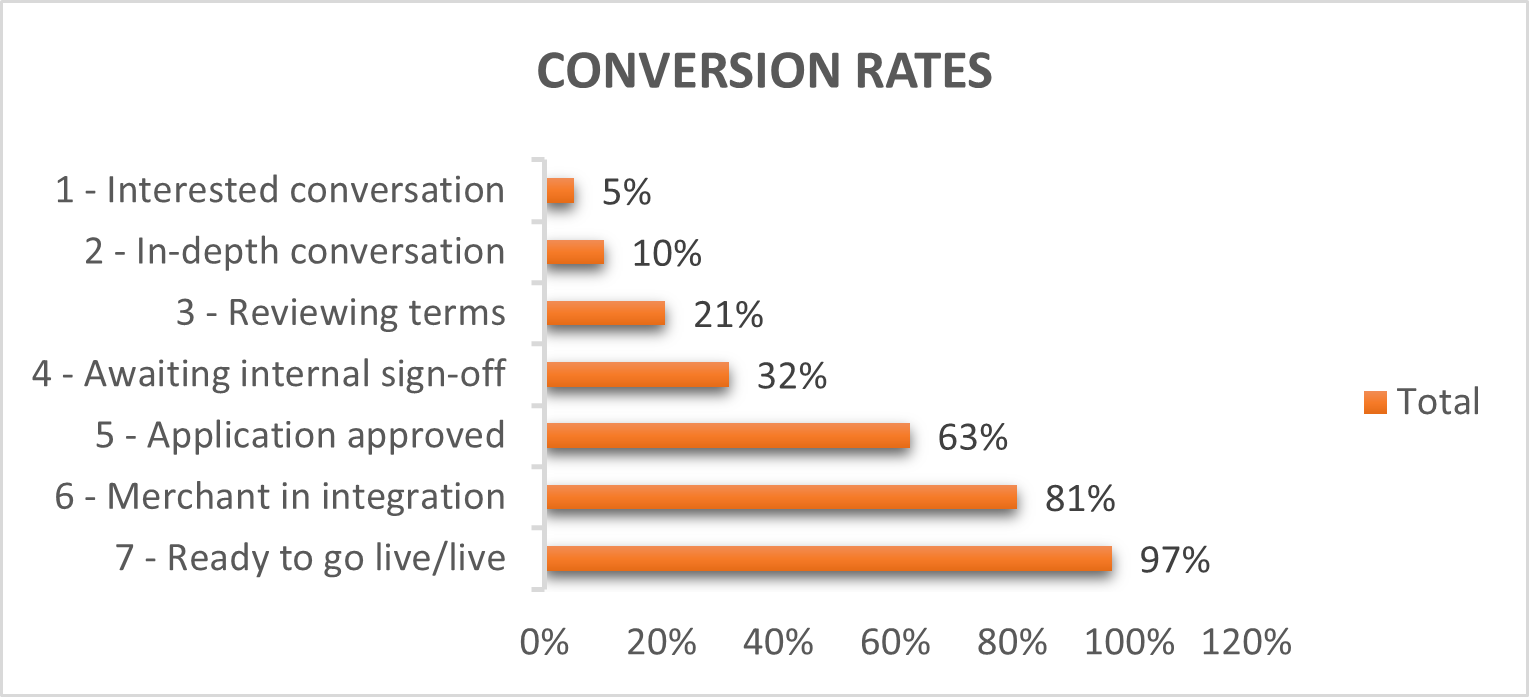 CONVERSION RATES
1 - Interested conversation 5%
2 - In-depth conversation 10%
3 - Reviewing terms 21%
4 - Awaiting internal sign-off 32%
5 - Application approved 63%
6 - Merchant in integration 81%
7 - Ready to go live/live 97%
Total
0% 20% 40% 60% 80% 100% 120%